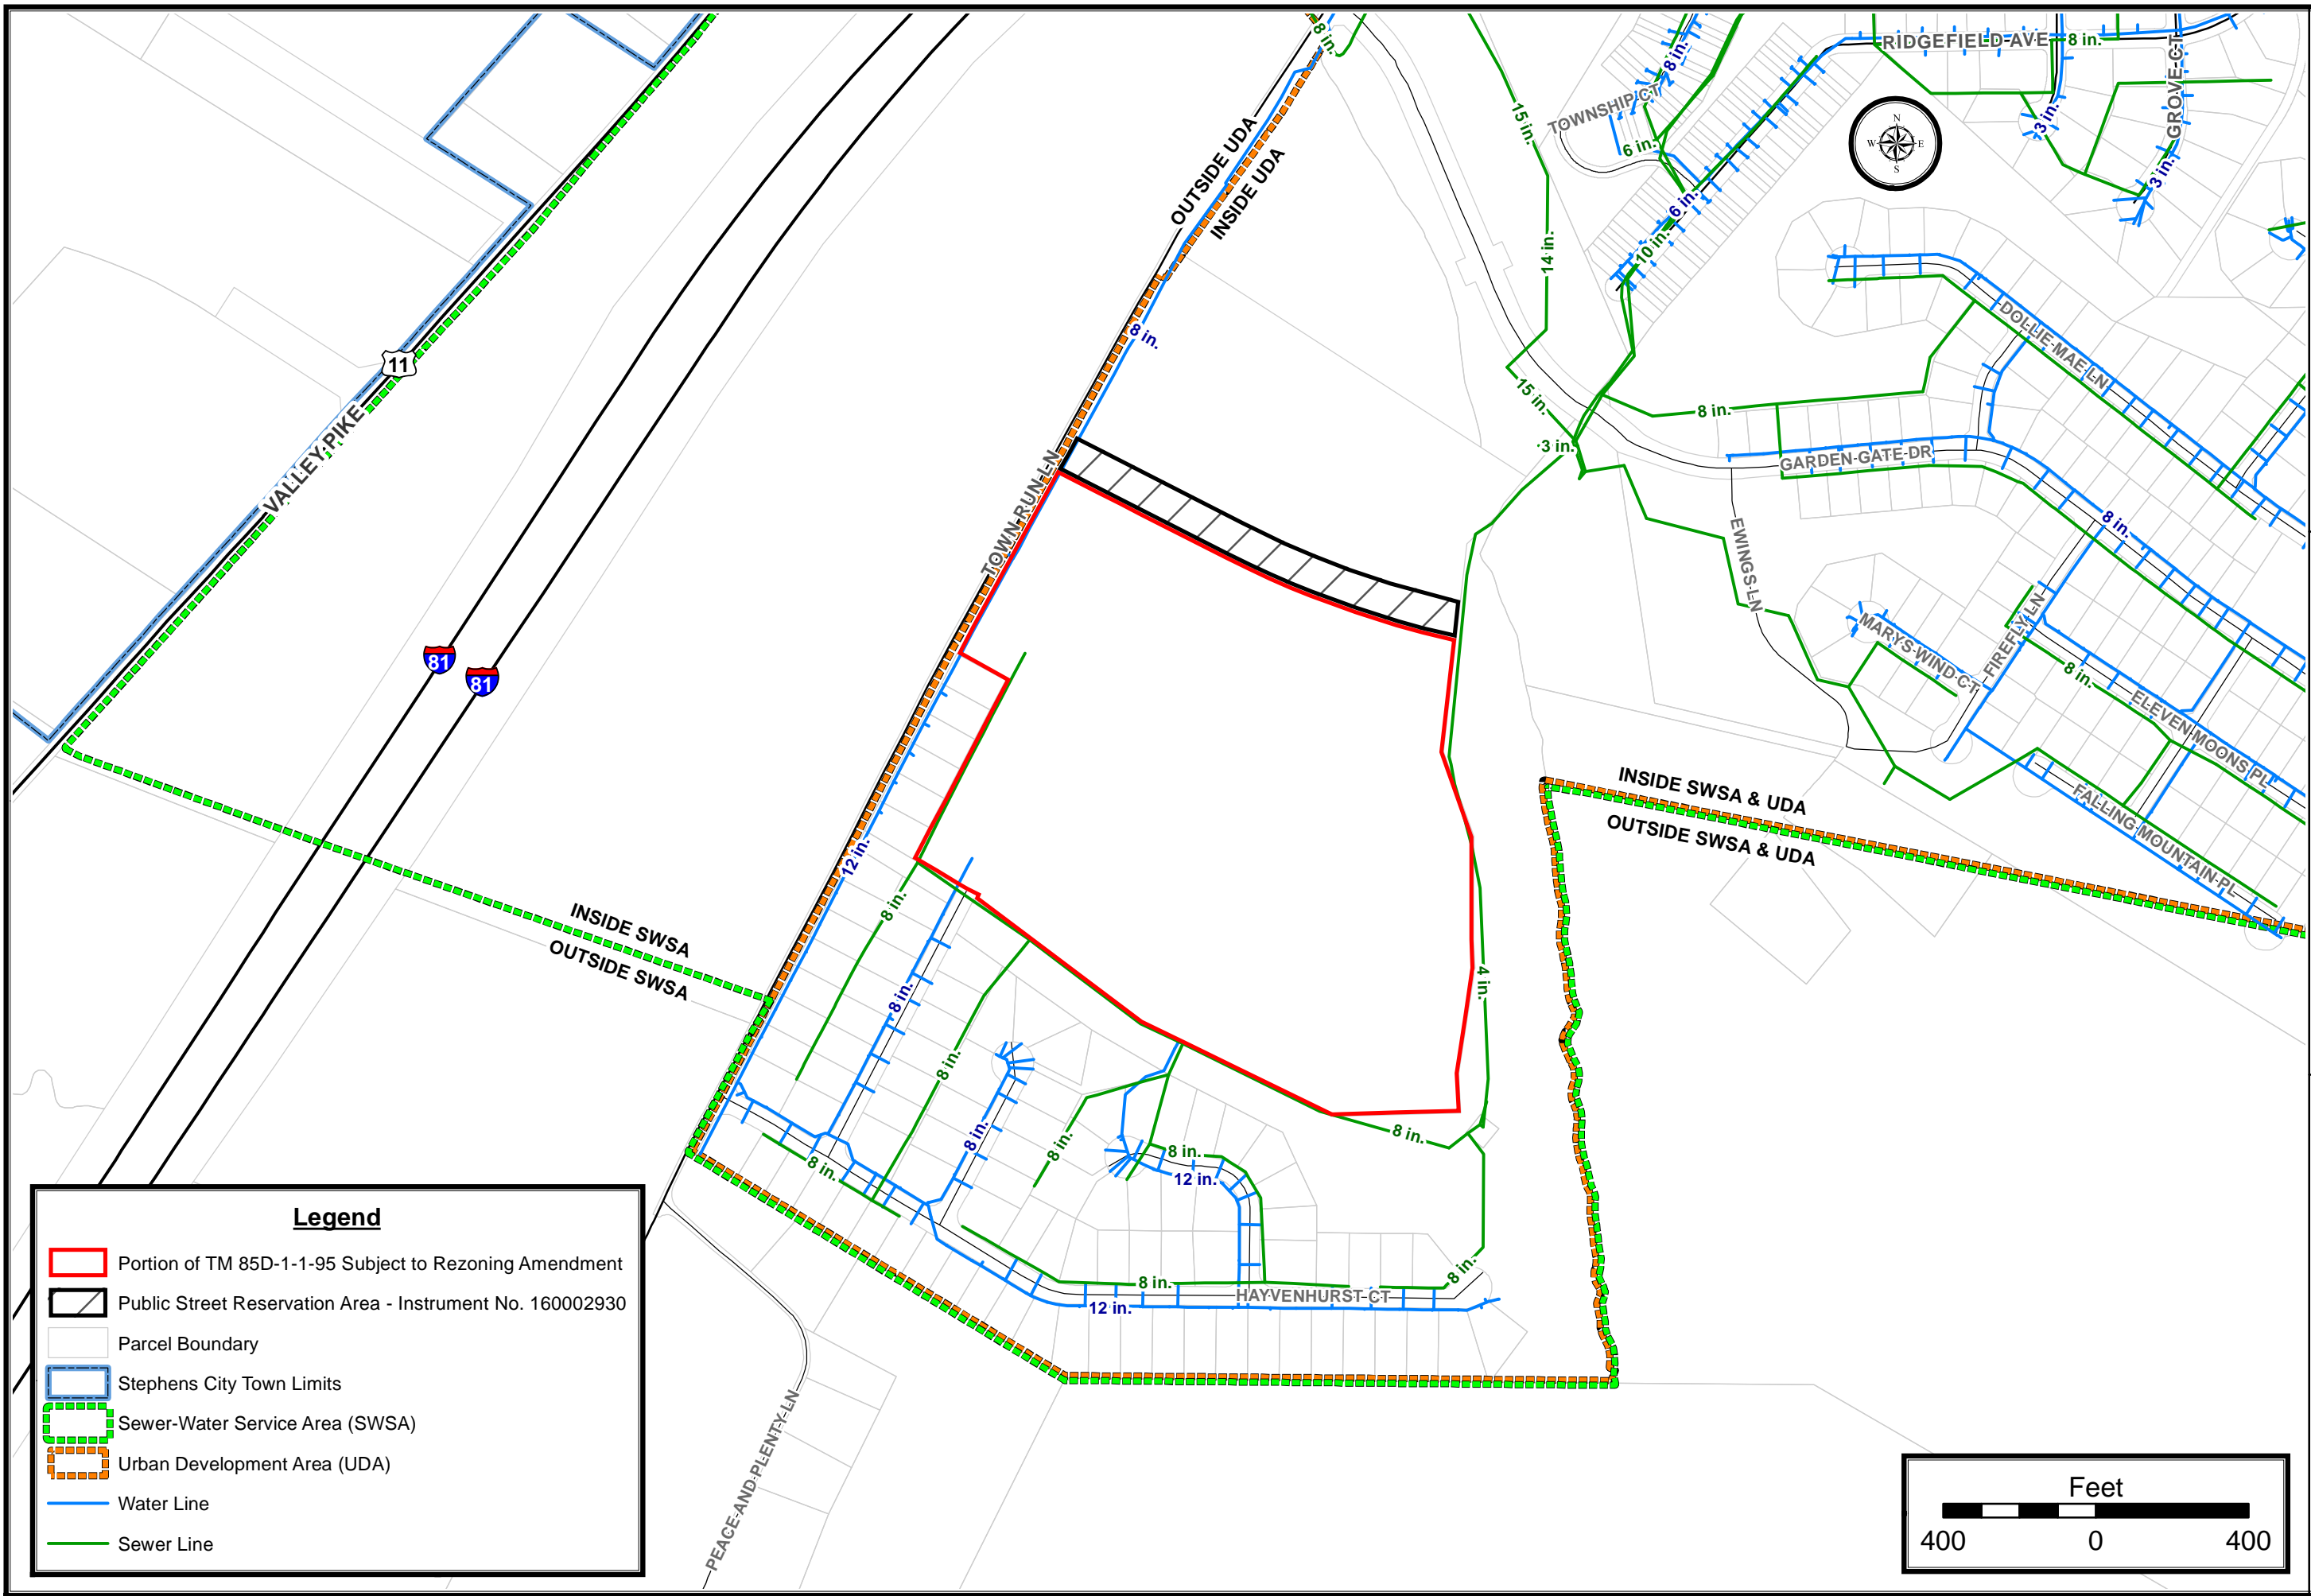 RIDGEFIELD AVE
8 in.
8 in.
8 in.
GROVE CT
TOWNSHIP CT
3 in.
3 in.
6 in.
6 in.
10 in.
15 in.
14 in.
N
W
E
S
OUTSIDE UDA
INSIDE UDA
8 in.
11
VALLEY PIKE
DOLLIE MAE LN
15 in.
8 in.
3 in.
GARDEN GATE DR
TOWN RUN LN
EWINGS LN
8 in.
MARYS WIND CT
FIREFLY LN
8 in.
ELEVEN MOONS PL
FALLING MOUNTAIN PL
81
81
INSIDE SWSA & UDA
OUTSIDE SWSA & UDA
12 in.
8 in.
INSIDE SWSA
OUTSIDE SWSA
8 in.
4 in.
8 in.
8 in.
8 in.
8 in.
8 in.
8 in.
12 in.
8 in.
8 in.
12 in.
HAYVENHURST CT
PEACE AND PLENTY LN
Legend
Portion of TM 85D-1-1-95 Subject to Rezoning Amendment
Public Street Reservation Area - Instrument No. 160002930
Parcel Boundary
Stephens City Town Limits
Sewer-Water Service Area (SWSA)
Urban Development Area (UDA)
Water Line
Sewer Line
Feet
400 0 400